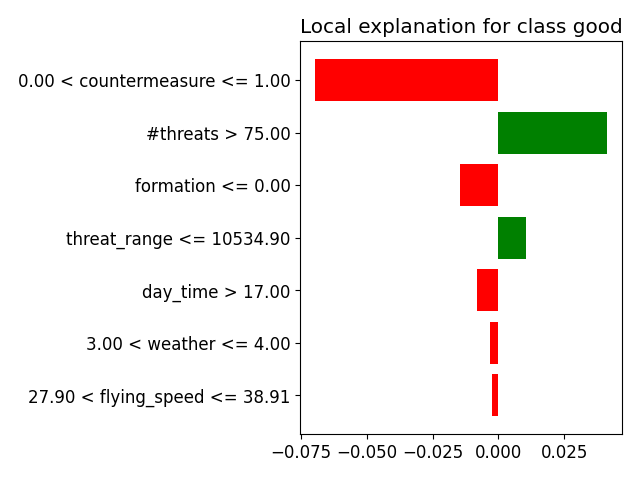 Local explanation for class good
0.00 < countermeasure <= 1.00
#threats > 75.00
formation <= 0.00
threat_range <= 10534.90
day_time > 17.00
3.00 < weather <= 4.00
27.90 < flying_speed <= 38.91
−0.075 −0.050 −0.025 0.000 0.025